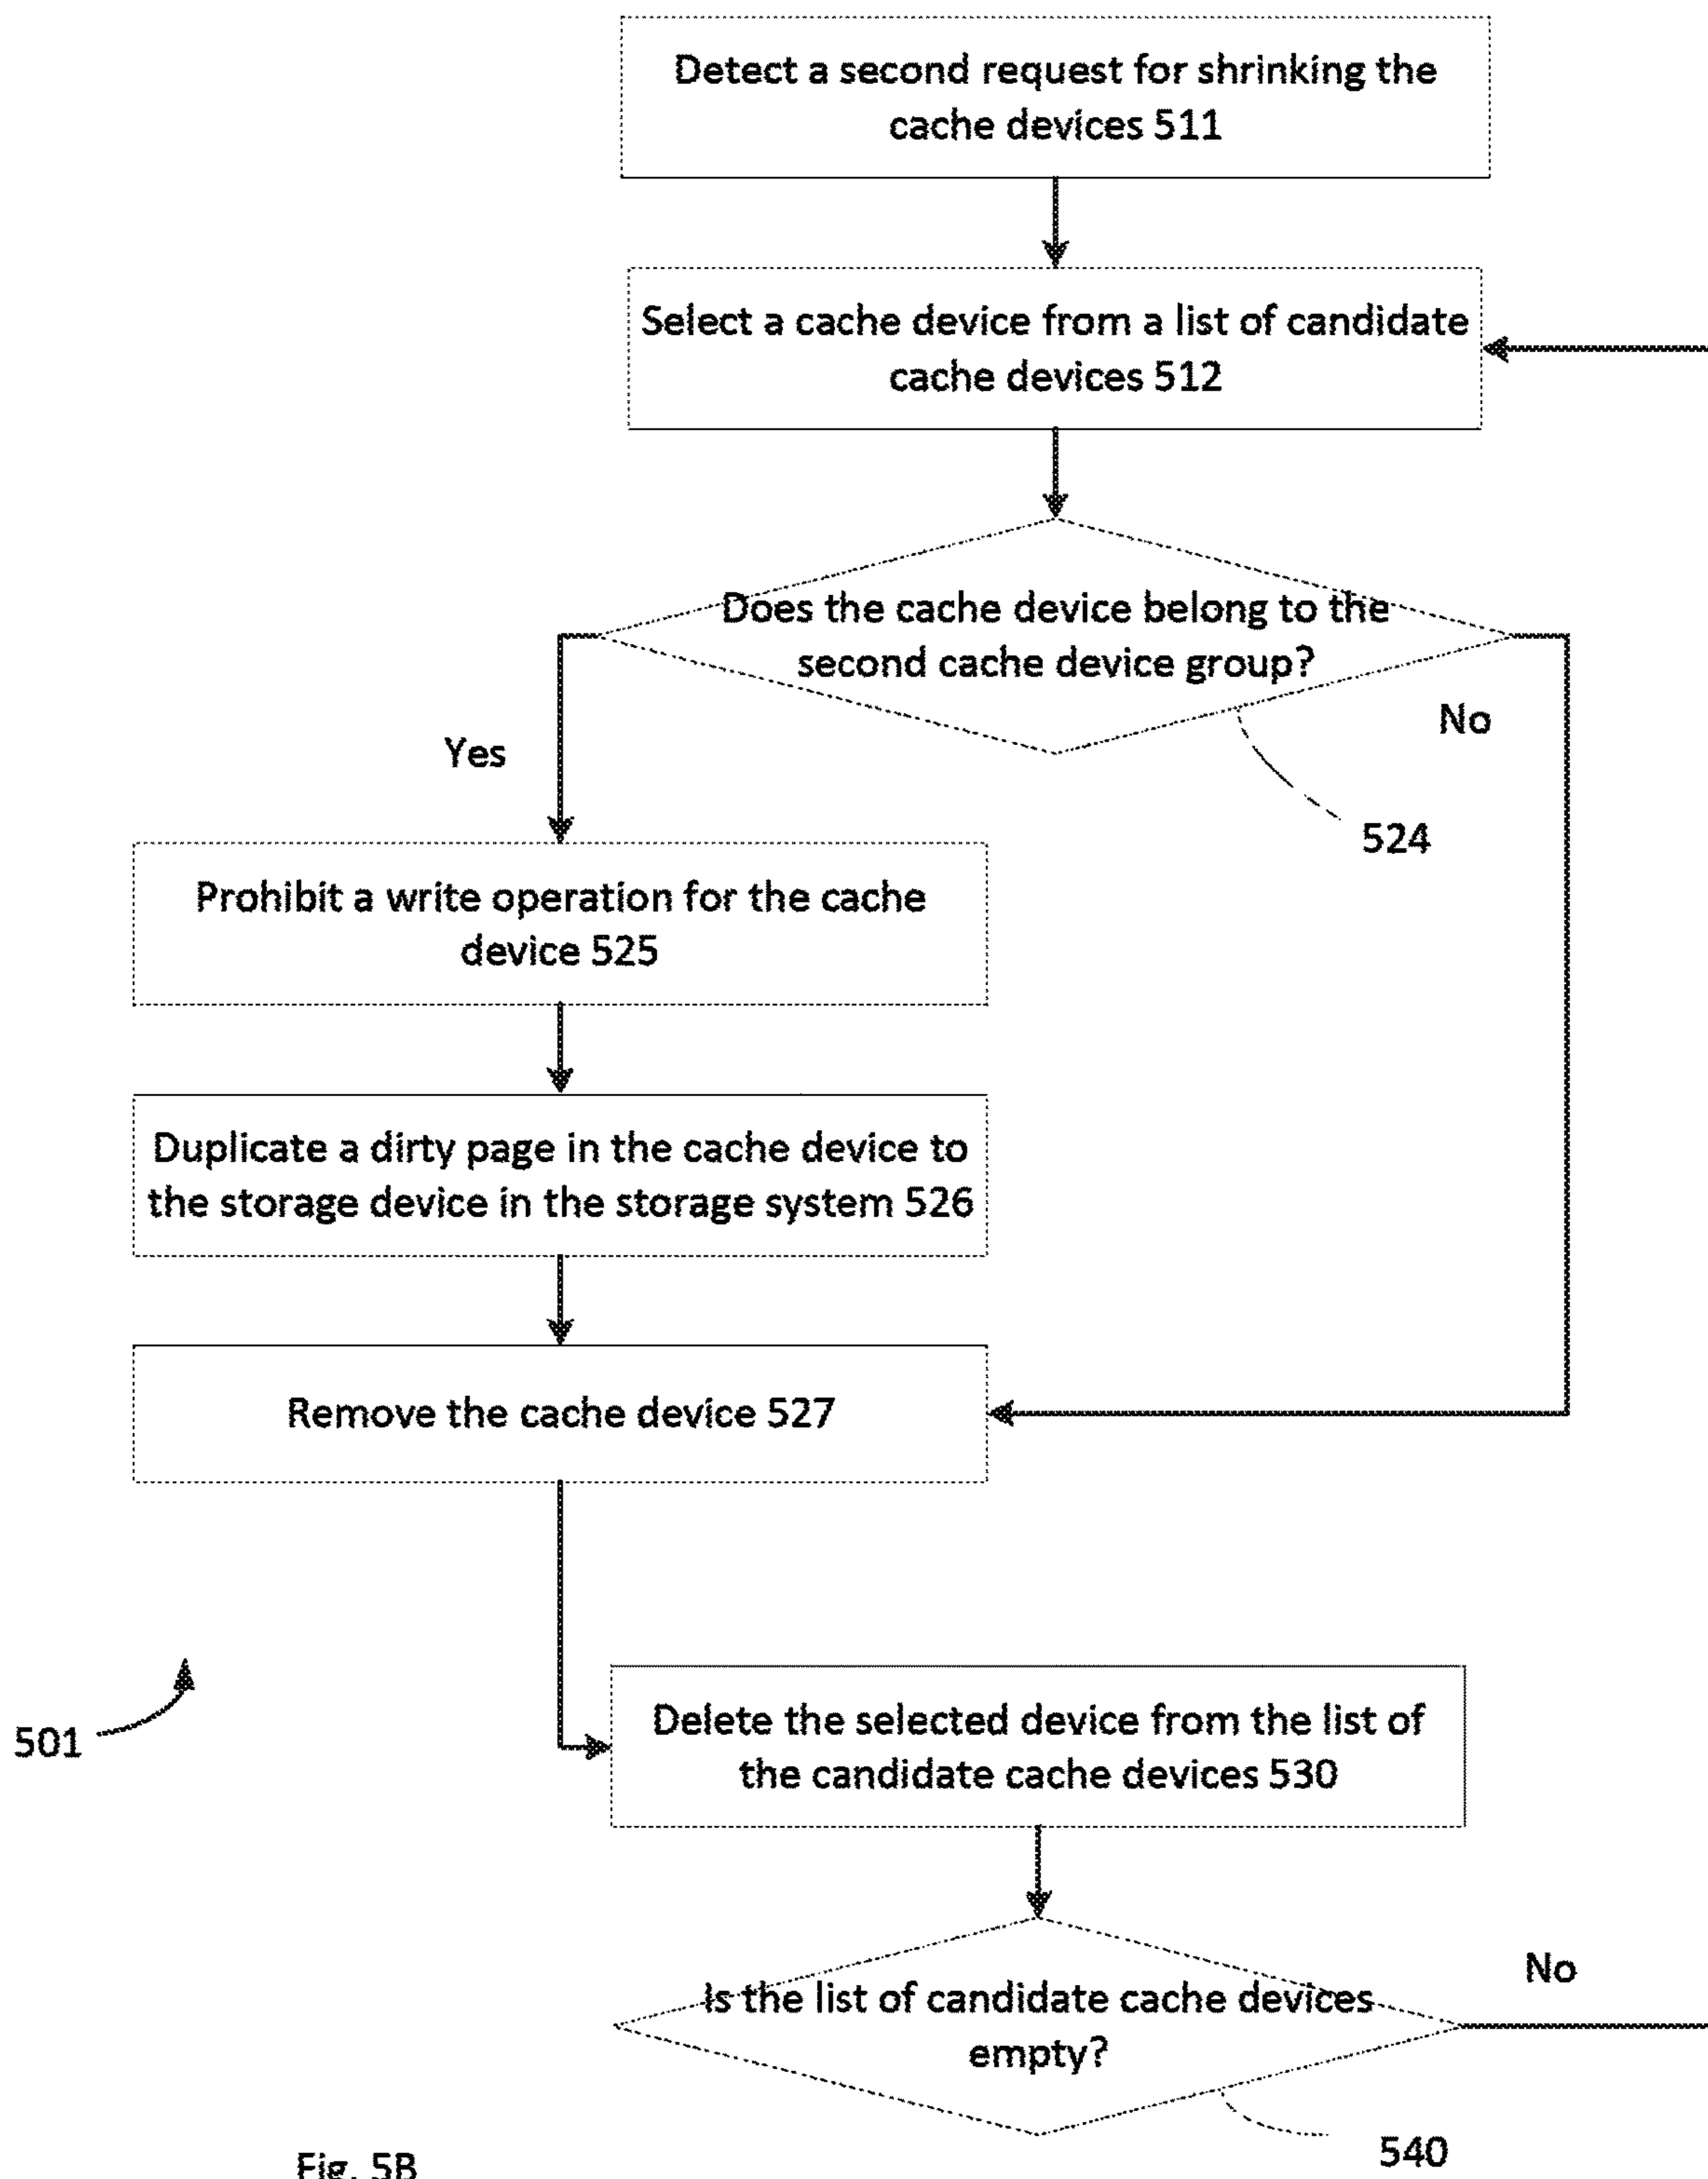 Detect a second request for shrinking the
cache devices 511
Select a cache device from a list of candidate
cache devices 512
Does the cache device belong to the
second cache device group?
No
Yes
524
Prohibit a write operation for the cache
device 525
Duplicate a dirty page in the cache device to
the storage device in the storage system 526
Remove the cache device 527
501
Delete the selected device from the list of
the candidate cache devices 530
No
Is the list of candidate cache devices
empty?
540
Fig. 5B